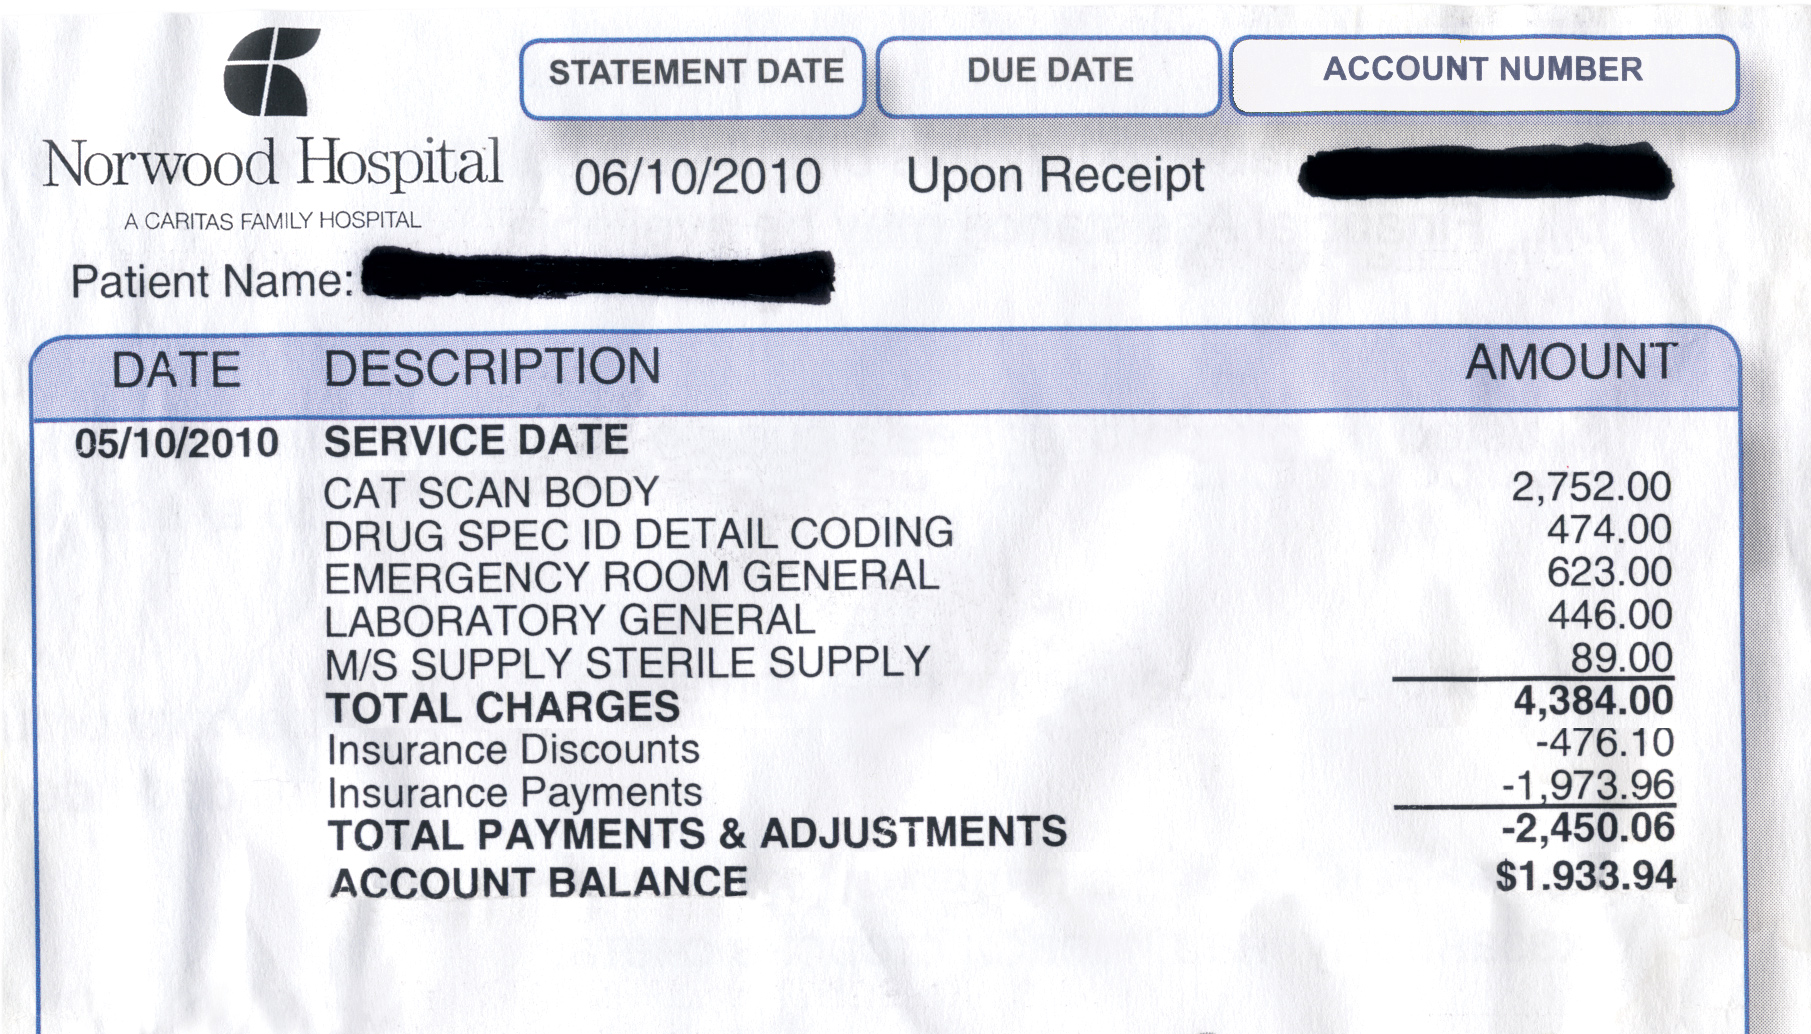 STATEMENT DATE DUE DATE ACCOUNT NUMBER
Norwood Hospital
A CARITAS FAMILY HOSPITAL
06/10/2010 Upon Receipt
Patient Name:
DATE DESCRIPTION AMOUNT
05/10/2010 SERVICE DATE
CAT SCAN BODY 2,752.00
DRUG SPEC ID DETAIL CODING 474.00
EMERGENCY ROOM GENERAL 623.00
LABORATORY GENERAL 446.00
M/S SUPPLY STERILE SUPPLY 89.00
TOTAL CHARGES 4,384.00
Insurance Discounts -476.10
Insurance Payments -1,973.96
TOTAL PAYMENTS & ADJUSTMENTS -2,450.06
ACCOUNT BALANCE $1.933.94